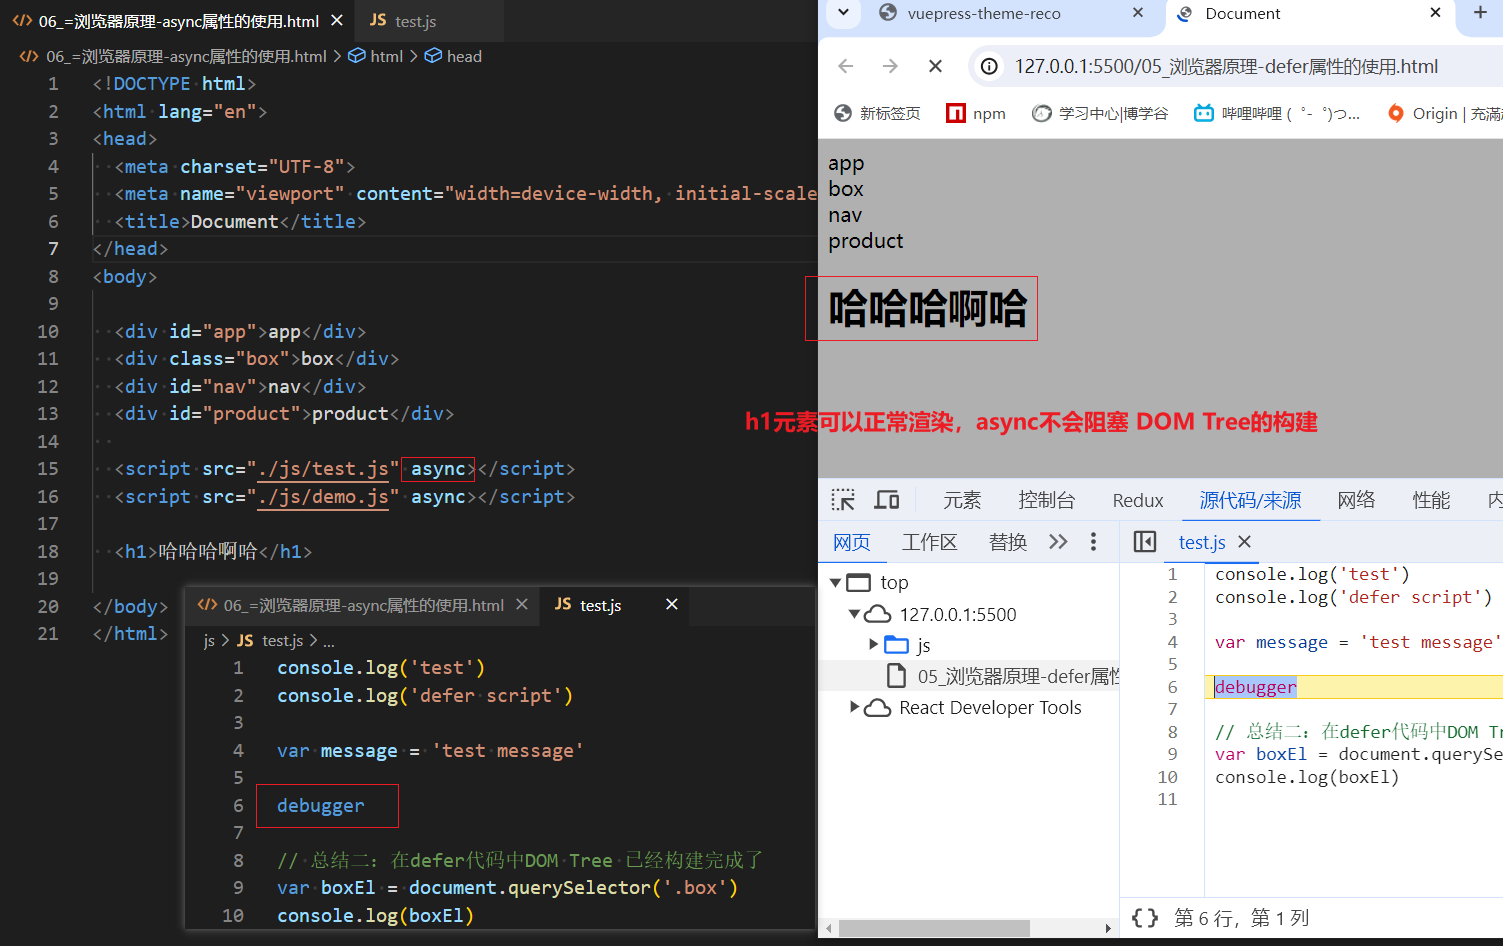 06_=浏览器原理-async属性的使用.html
JS test.js
06_=浏览器原理-async属性的使用.html > html > head
1 <!DOCTYPE html>
2 <html lang="en">
3 <head>
4 <meta charset="UTF-8">
5 <meta name="viewport" content="width=device-width, initial-scale
6 <title>Document</title>
7 </head>
8 <body>
9
10 <div id="app">app</div>
11 <div class="box">box</div>
12 <div id="nav">nav</div>
13 <div id="product">product</div>
14
15 <script src="./js/test.js" async></script>
16 <script src="./js/demo.js" async></script>
17
18 <h1>哈哈哈啊哈</h1>
19
20 </body>
21 </html>
06_=浏览器原理-async属性的使用.html
JS test.js
js > JS test.js > ...
1 console.log('test')
2 console.log('defer script')
3
4 var message = 'test message'
5
6 debugger
7
8 // 总结二：在defer代码中DOM Tree 已经构建完成了
9 var boxEl = document.querySelector('.box')
10 console.log(boxEl)
vuepress-theme-reco
Document
127.0.0.1:5500/05_浏览器原理-defer属性的使用.html
新标签页
npm
学习中心|博学谷
哔哩哔哩 ( ゜- ゜)つ...
Origin | 充滿
app
box
nav
product
哈哈哈啊哈
h1元素可以正常渲染，async不会阻塞 DOM Tree的构建
元素 控制台 Redux 源代码/来源 网络 性能 内
网页 工作区 替换
test.js
top
127.0.0.1:5500
js
05_浏览器原理-defer属性
React Developer Tools
1 console.log('test')
2 console.log('defer script')
3
4 var message = 'test message'
5
6 debugger
7
8 // 总结二：在defer代码中DOM Tr
9 var boxEl = document.querySe
10 console.log(boxEl)
11
{} 第 6 行，第 1 列